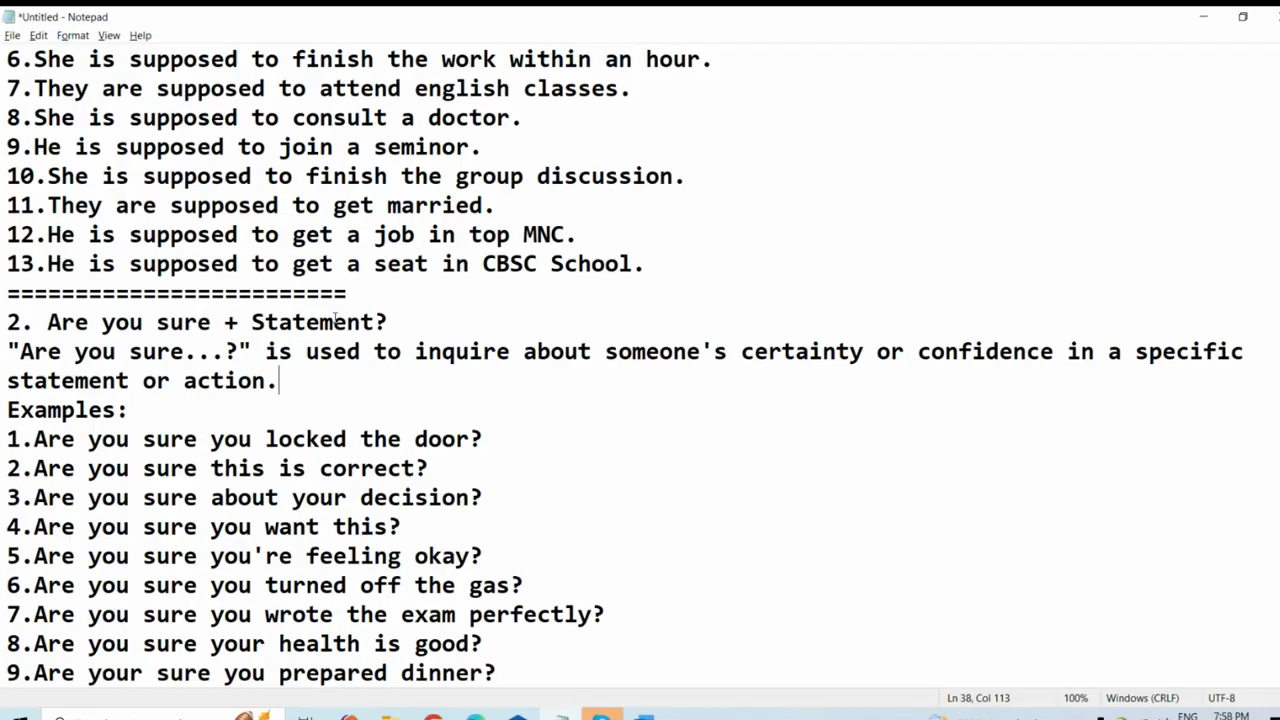 *Untitled - Notepad
File Edit Format View Help
6.She is supposed to finish the work within an hour.
7.They are supposed to attend english classes.
8.She is supposed to consult a doctor.
9.He is supposed to join a seminor.
10.She is supposed to finish the group discussion.
11.They are supposed to get married.
12.He is supposed to get a job in top MNC.
13.He is supposed to get a seat in CBSC School.
=========================
2. Are you sure + Statement?
"Are you sure...?" is used to inquire about someone's certainty or confidence in a specific
statement or action.
Examples:
1.Are you sure you locked the door?
2.Are you sure this is correct?
3.Are you sure about your decision?
4.Are you sure you want this?
5.Are you sure you're feeling okay?
6.Are you sure you turned off the gas?
7.Are you sure you wrote the exam perfectly?
8.Are you sure your health is good?
9.Are your sure you prepared dinner?
Ln 38, Col 113 100% Windows (CRLF) UTF-8
ENG 7:58 PM